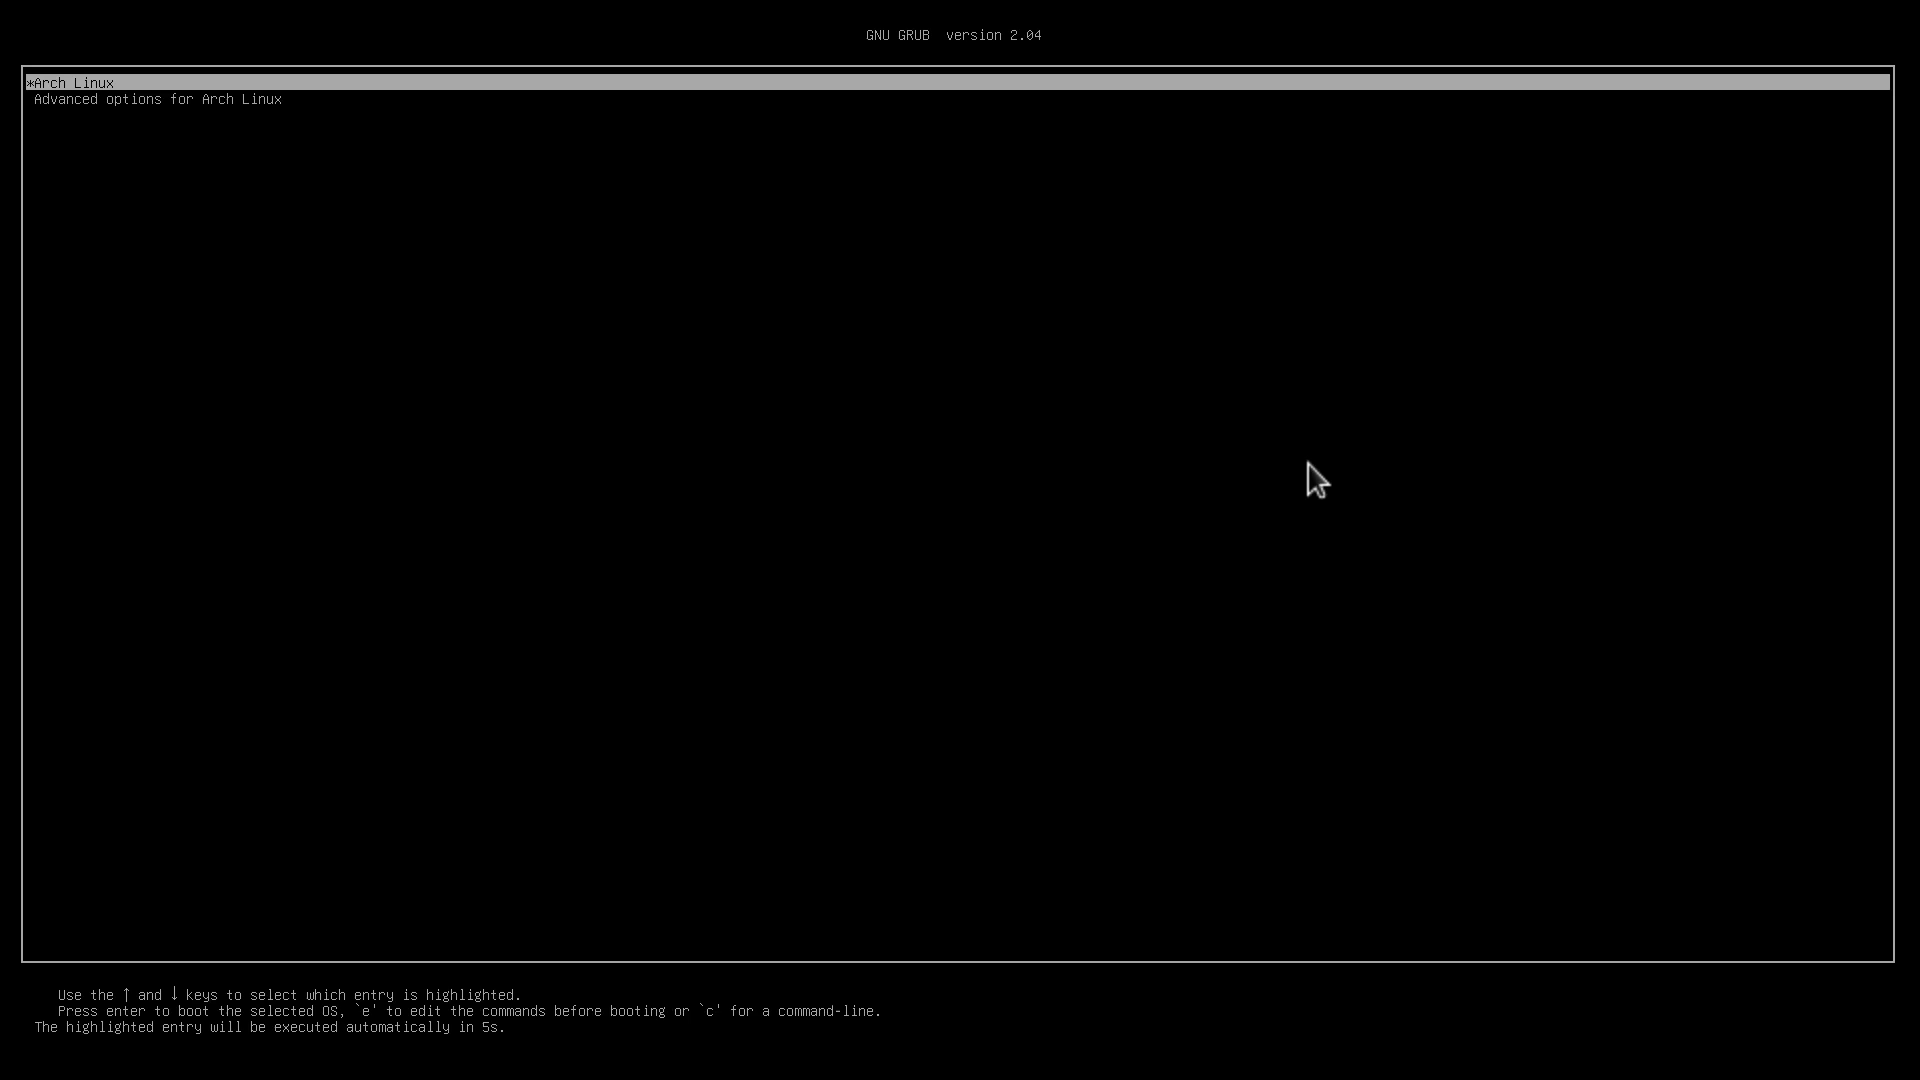 GNU GRUB  version 2.04
*Arch Linux
Advanced options for Arch Linux
Use the ↑ and ↓ keys to select which entry is highlighted.
Press enter to boot the selected OS, `e' to edit the commands before booting or `c' for a command-line.
The highlighted entry will be executed automatically in 5s.